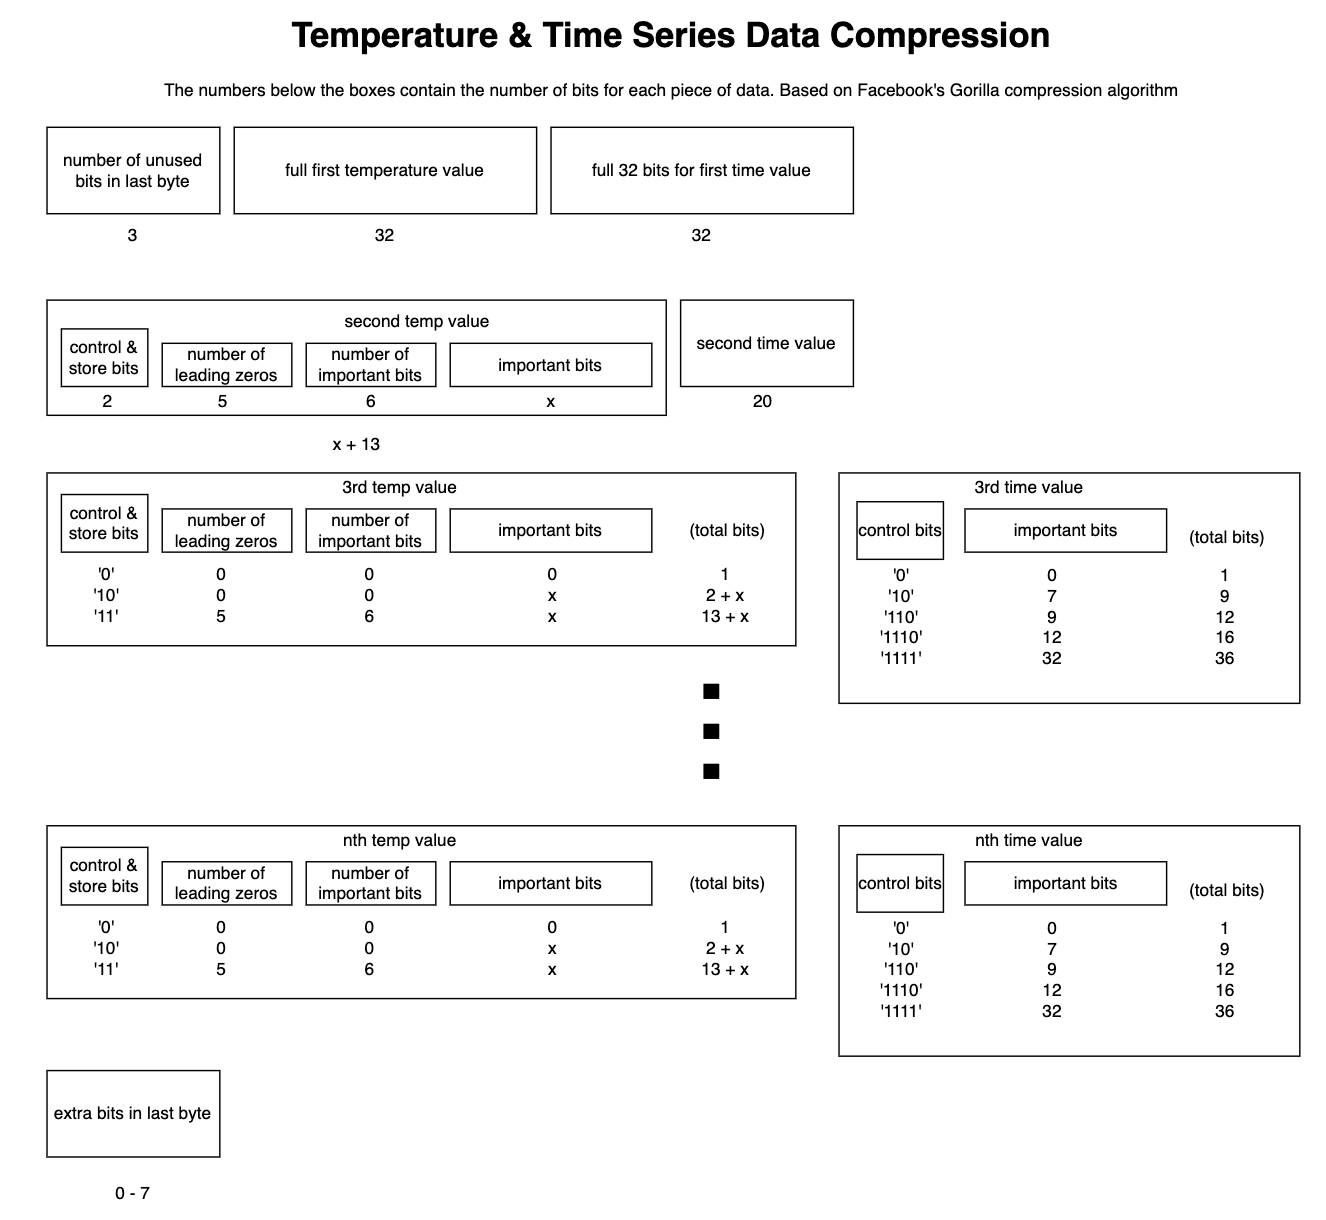 Temperature & Time Series Data Compression
The numbers below the boxes contain the number of bits for each piece of data. Based on Facebook's Gorilla compression algorithm
number of unused
bits in last byte
full first temperature value
full 32 bits for first time value
3
32
32
second temp value
control &
store bits
number of
leading zeros
number of
important bits
important bits
2
5
6
x
x + 13
second time value
20
3rd temp value
control &
store bits
number of
leading zeros
number of
important bits
important bits
(total bits)
'0' 0 0 0 1
'10' 0 0 x 2 + x
'11' 5 6 x 13 + x
3rd time value
control bits
important bits
(total bits)
'0' 0 1
'10' 7 9
'110' 9 12
'1110' 12 16
'1111' 32 36
nth temp value
control &
store bits
number of
leading zeros
number of
important bits
important bits
(total bits)
'0' 0 0 0 1
'10' 0 0 x 2 + x
'11' 5 6 x 13 + x
nth time value
control bits
important bits
(total bits)
'0' 0 1
'10' 7 9
'110' 9 12
'1110' 12 16
'1111' 32 36
extra bits in last byte
0 - 7